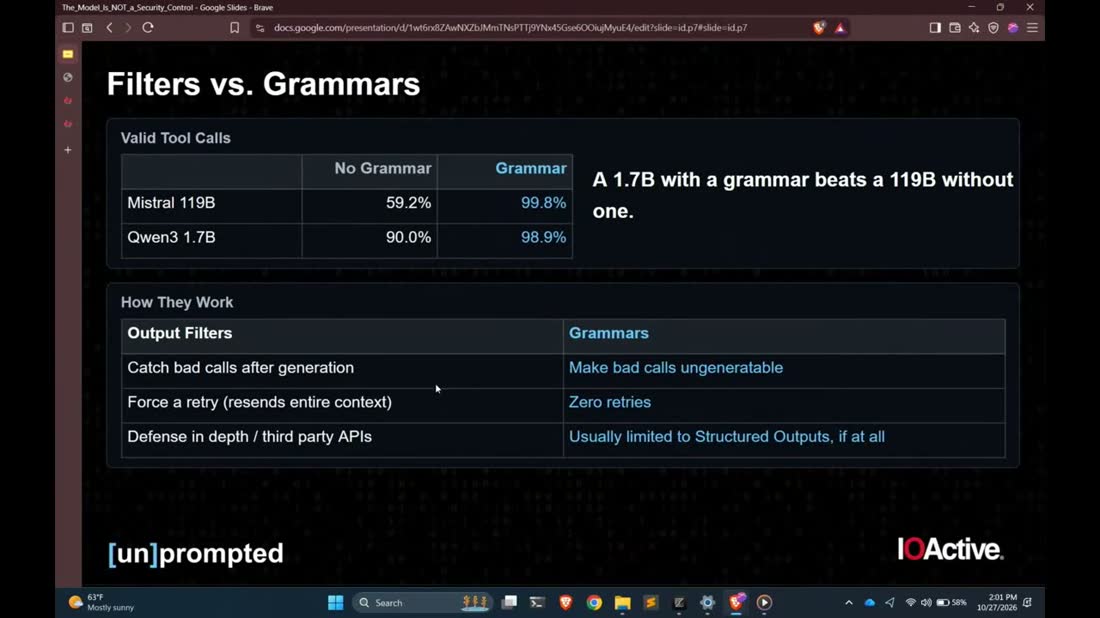 The_Model_Is_NOT_a_Security_Control - Google Slides - Brave
docs.google.com/presentation/d/1wt6rx8ZAwNXZbJMmTNsPTTj9YNx45Gse6OOiujMyuE4/edit?slide=id.p7#slide=id.p7
Filters vs. Grammars
Valid Tool Calls
No Grammar Grammar
Mistral 119B 59.2% 99.8%
Qwen3 1.7B 90.0% 98.9%
A 1.7B with a grammar beats a 119B without
one.
How They Work
Output Filters Grammars
Catch bad calls after generation Make bad calls ungeneratable
Force a retry (resends entire context) Zero retries
Defense in depth / third party APIs Usually limited to Structured Outputs, if at all
[un]prompted
IOActive.
63°F
Mostly sunny
Search
58%
2:01 PM
10/27/2026